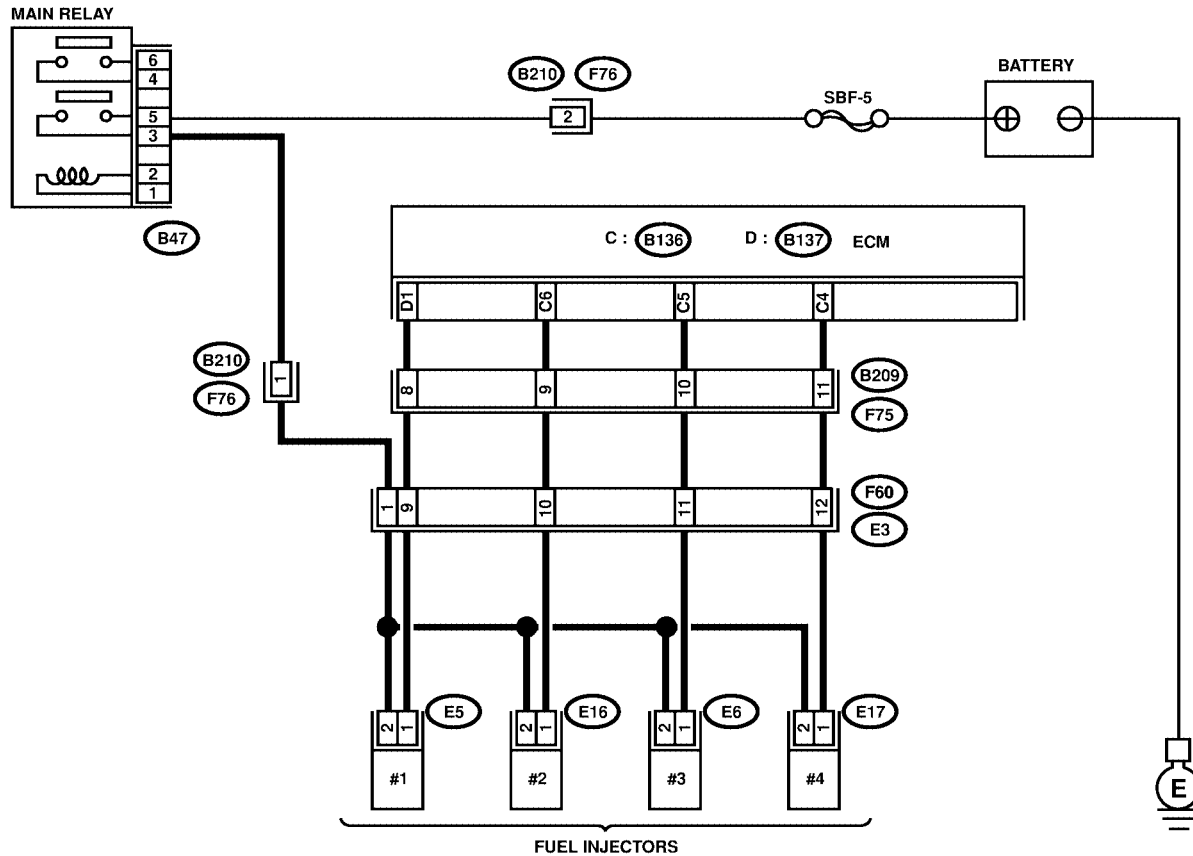 MAIN RELAY
6
4
5
3
2
1
B47
B210 F76
2
SBF-5
BATTERY
C : B136 D : B137 ECM
D1 C6 C5 C4
B210
F76
1
8 9 10 11
B209
F75
1 9 10 11 12
F60
E3
2 1 E5
2 1 E16
2 1 E6
2 1 E17
#1 #2 #3 #4
FUEL INJECTORS
E